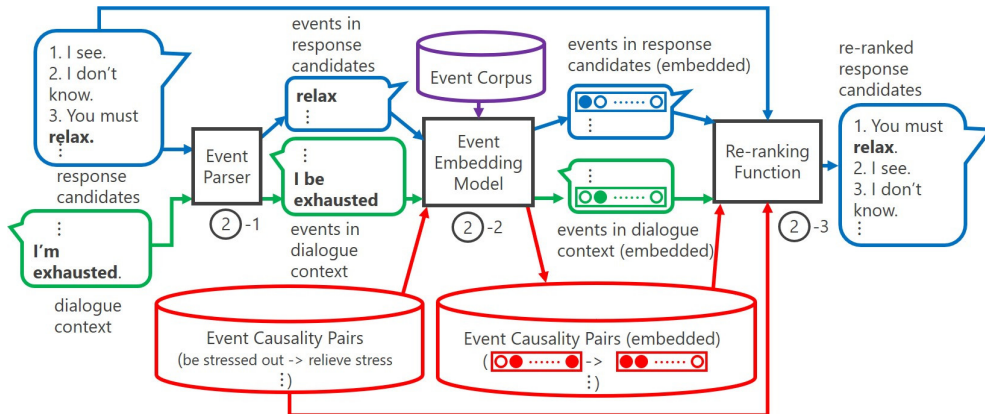 1. I see.
2. I don't
know.
3. You must
relax.
⋮
response candidates
⋮
I'm
exhausted.
dialogue
context
Event
Parser
2 -1
events in
response
candidates
relax
⋮
⋮
I be
exhausted
events in
dialogue
context
Event Corpus
Event
Embedding
Model
2 -2
events in response
candidates (embedded)
......
⋮
⋮
......
events in dialogue
context (embedded)
Re-ranking
Function
2 -3
re-ranked
response
candidates
1. You must
relax.
2. I see.
3. I don't
know.
⋮
Event Causality Pairs
(be stressed out -> relieve stress
⋮)
Event Causality Pairs (embedded)
( ...... -> ......
⋮)